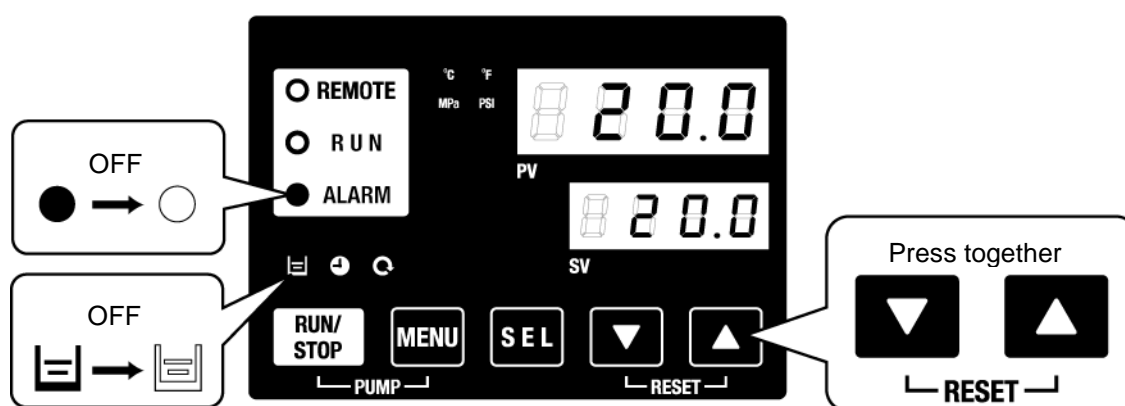 °C °F
REMOTE
MPa PSI
20.0
RUN
OFF
PV
ALARM
20.0
Press together
SV
OFF
RUN/
STOP
MENU
SEL
PUMP
RESET
RESET